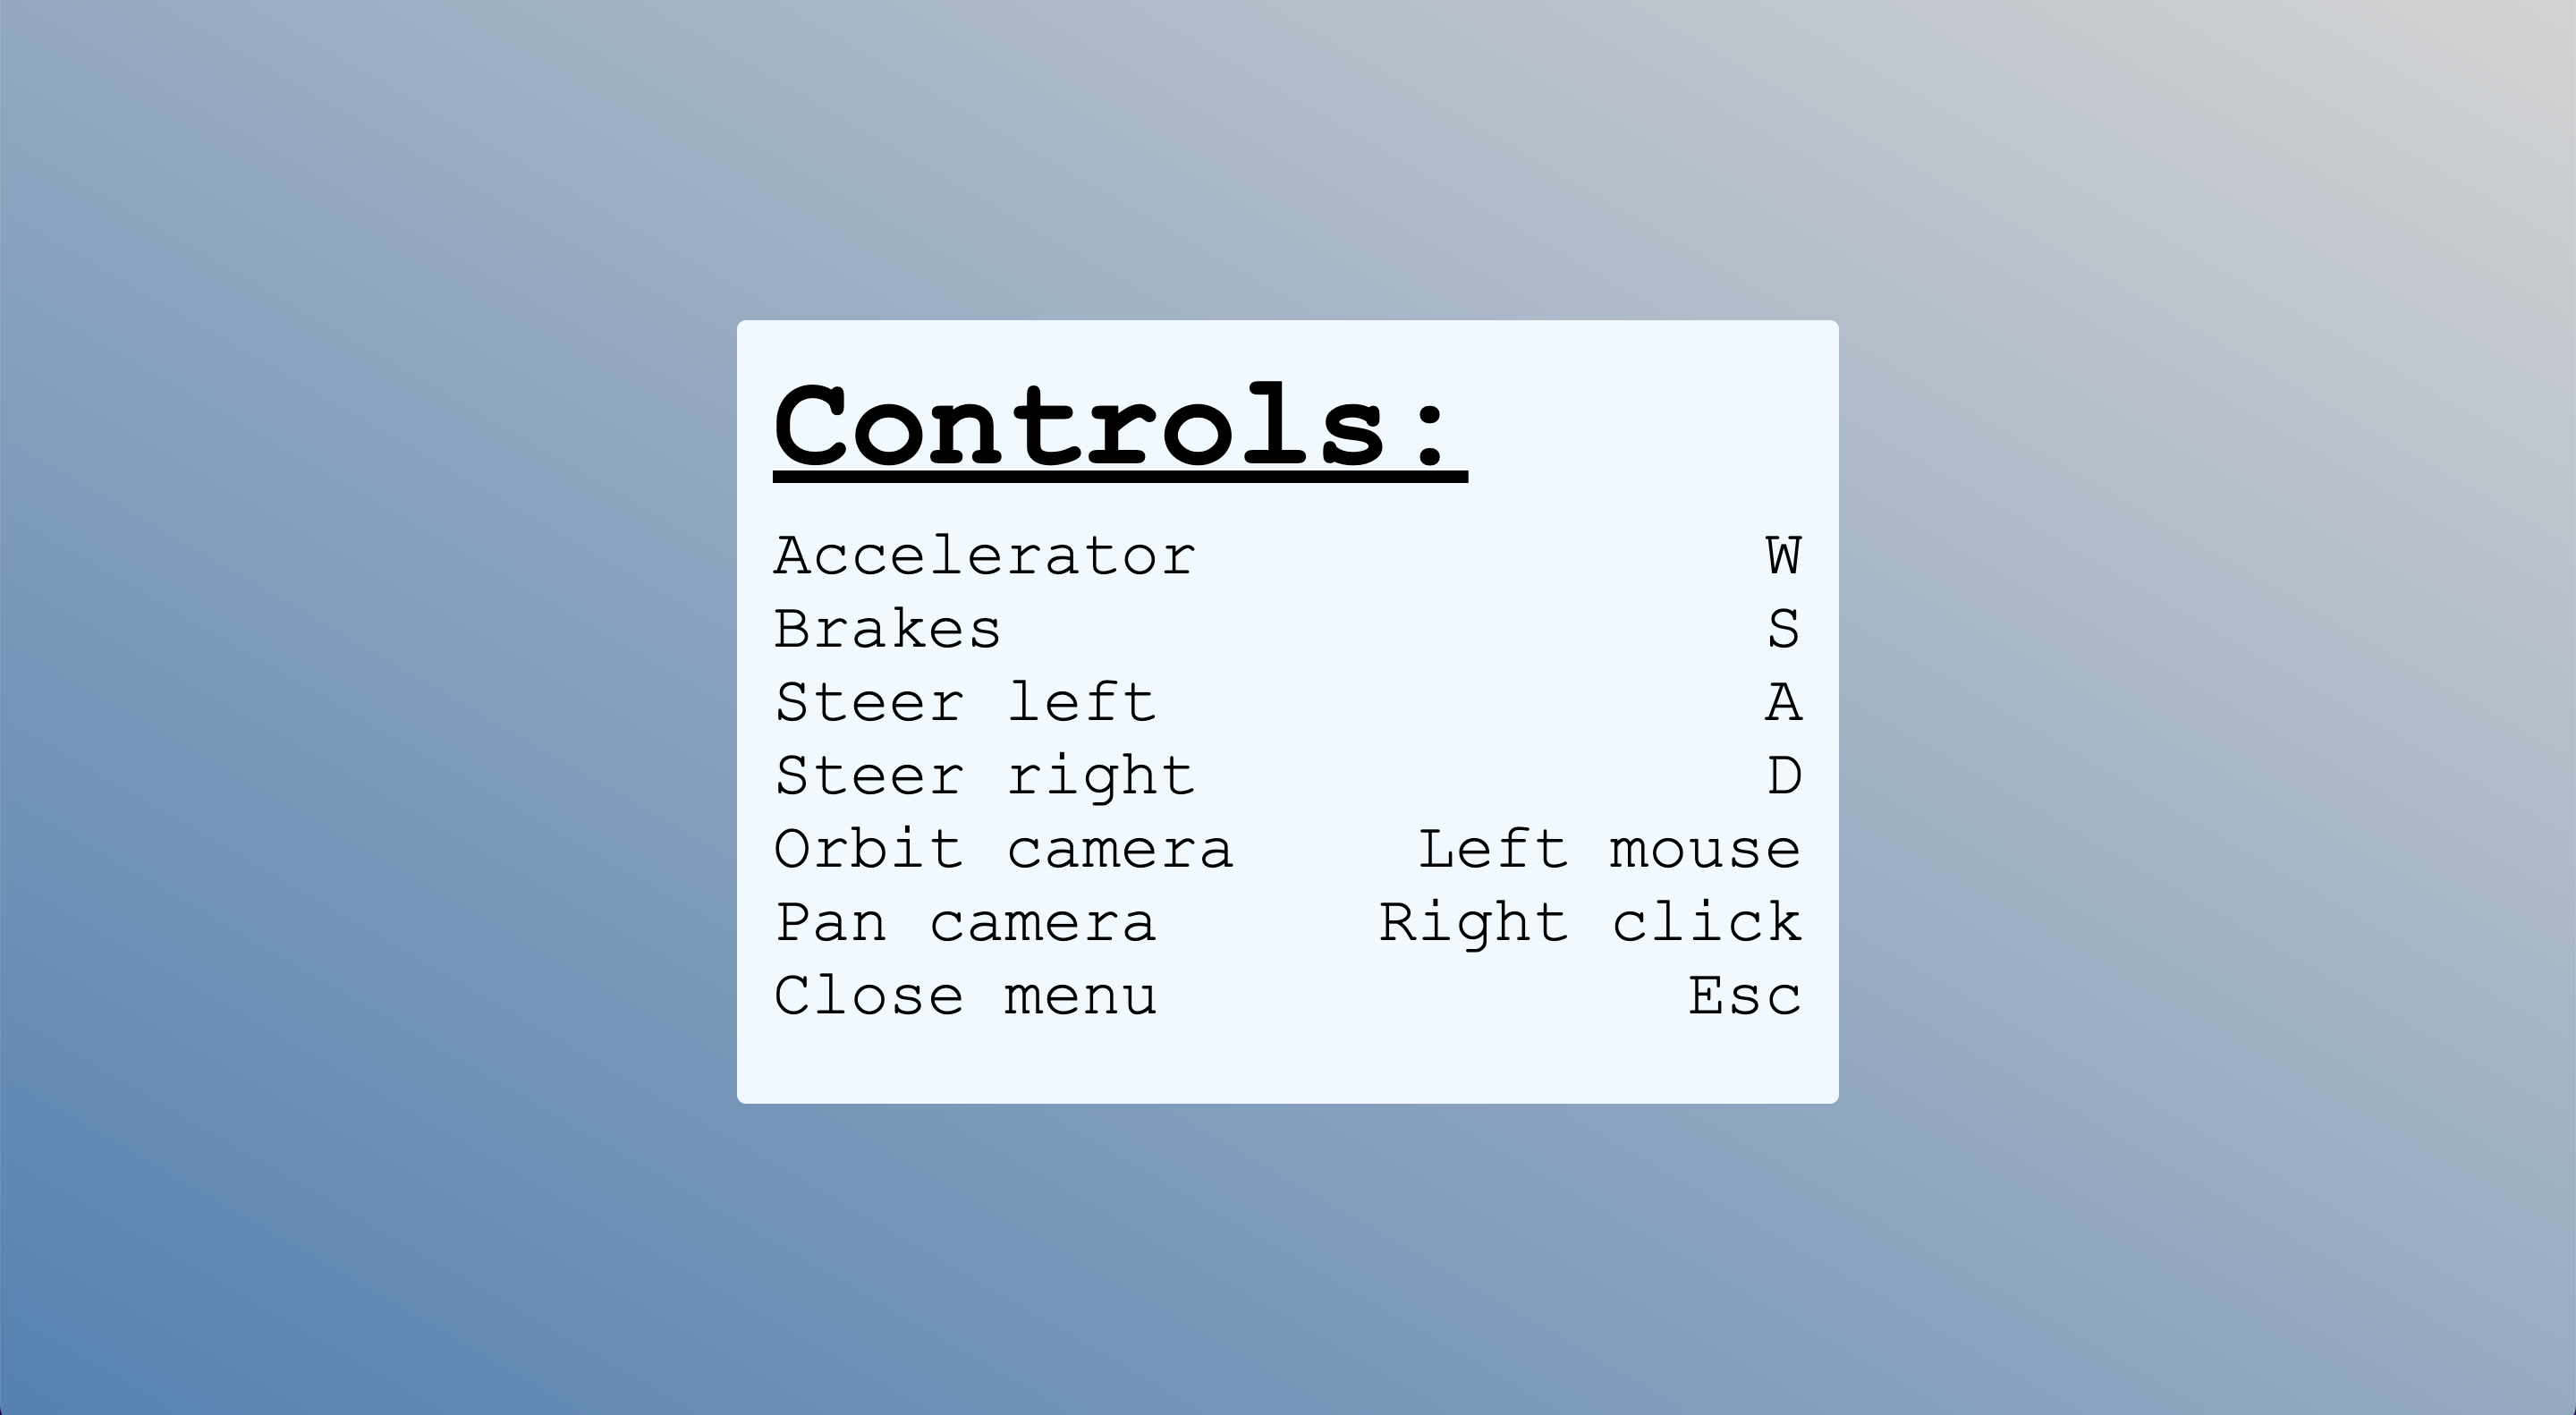 Controls:
Accelerator W
Brakes S
Steer left A
Steer right D
Orbit camera Left mouse
Pan camera Right click
Close menu Esc